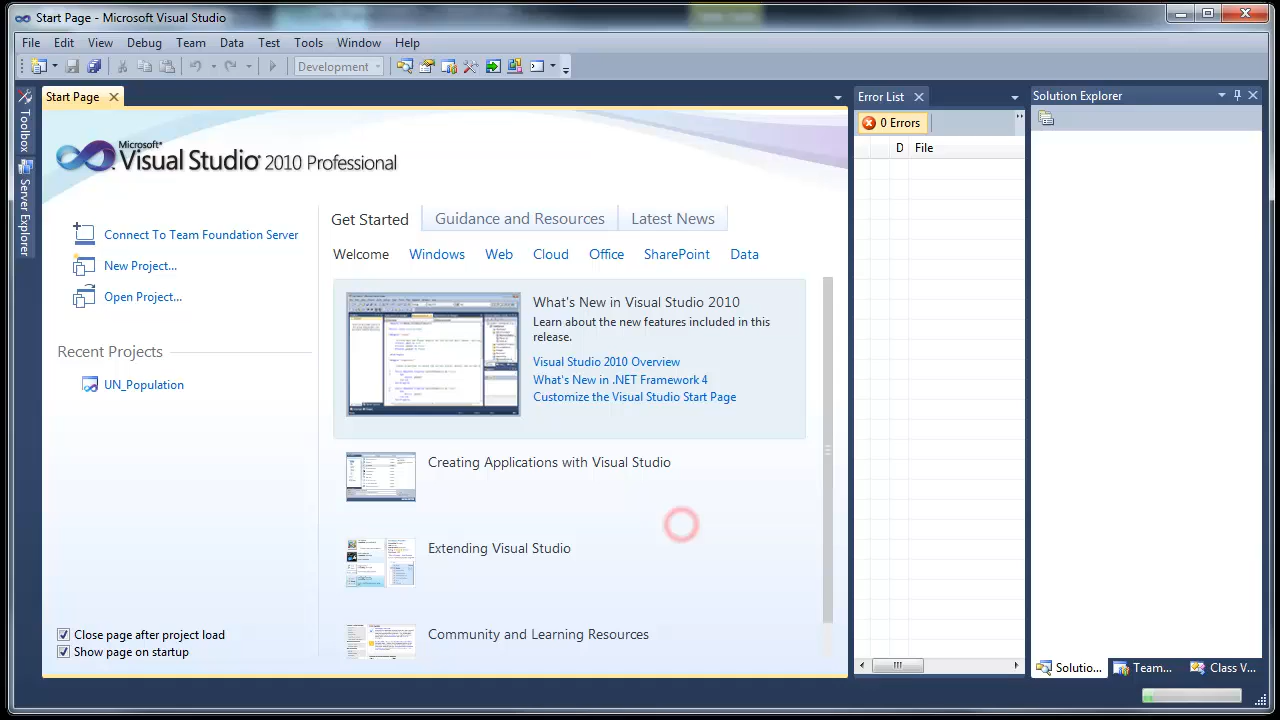 Start Page - Microsoft Visual Studio
File Edit View Debug Team Data Test Tools Window Help
Development
Start Page
Error List
Solution Explorer
Toolbox
Server Explorer
0 Errors
D File
Microsoft®
Visual Studio® 2010 Professional
Connect To Team Foundation Server
New Project...
Open Project...
Recent Projects
UN_Population
Get Started Guidance and Resources Latest News
Welcome Windows Web Cloud Office SharePoint Data
What's New in Visual Studio 2010
Learn about the new features included in this
release.
Visual Studio 2010 Overview
What's New in .NET Framework 4
Customize the Visual Studio Start Page
Creating Applications with Visual Studio
Extending Visual Studio
Community and Learning Resources
project load
on startup
Solutio... Team... Class V...